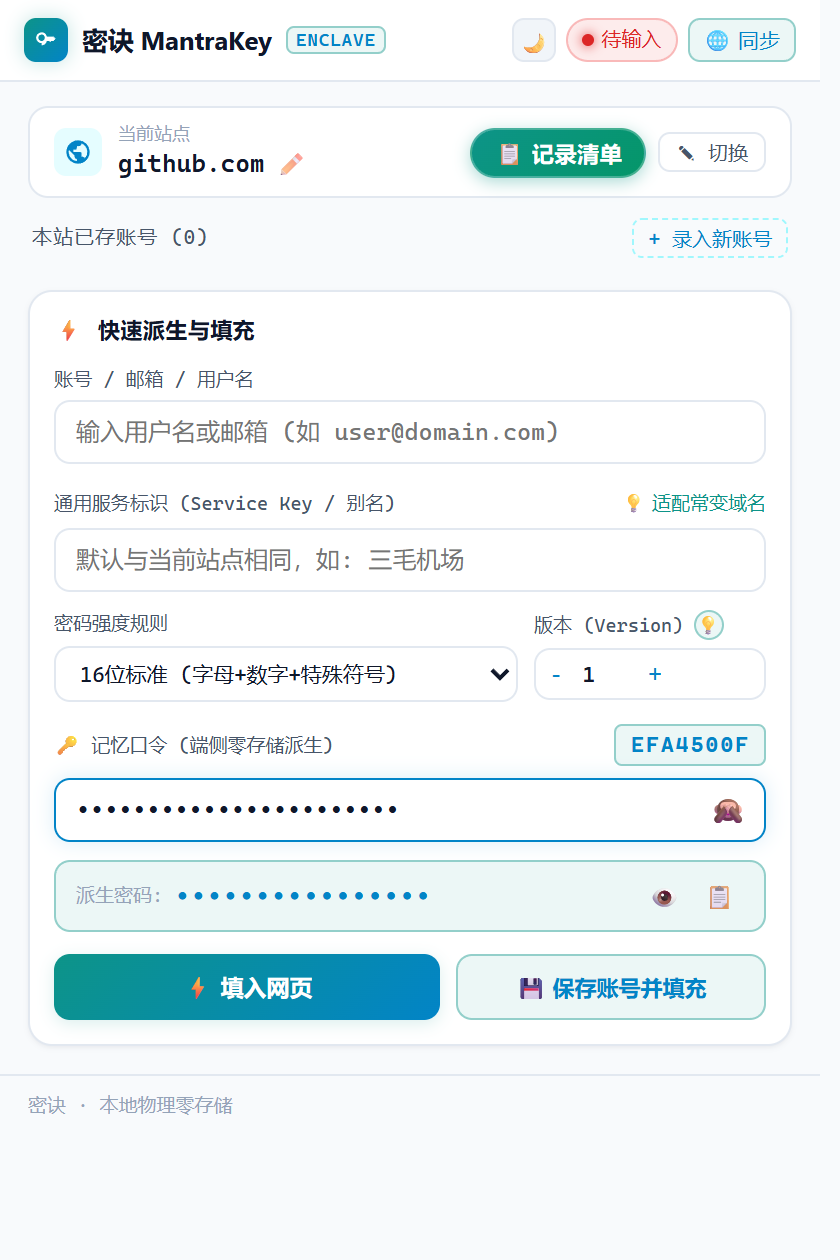 密诀 MantraKey ENCLAVE 待输入 同步
当前站点
github.com
记录清单 切换
本站已存账号 (0) + 录入新账号
快速派生与填充
账号 / 邮箱 / 用户名
输入用户名或邮箱 (如 user@domain.com)
通用服务标识 (Service Key / 别名) 适配常变域名
默认与当前站点相同，如: 三毛机场
密码强度规则 版本 (Version)
16位标准 (字母+数字+特殊符号) - 1 +
记忆口令 (端侧零存储派生) EFA4500F
•••••••••••••••••••••••
派生密码: ••••••••••••••••
填入网页 保存账号并填充
密诀 · 本地物理零存储